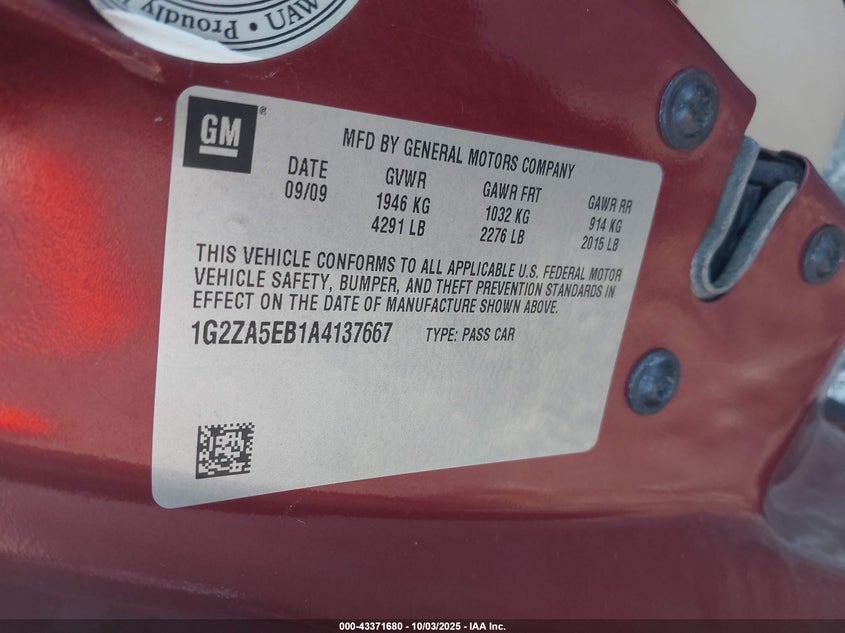 Proudly
UAW
GM
®
MFD BY GENERAL MOTORS COMPANY
DATE GVWR GAWR FRT GAWR RR
09/09 1946 KG 1032 KG 914 KG
4291 LB 2276 LB 2015 LB
THIS VEHICLE CONFORMS TO ALL APPLICABLE U.S. FEDERAL MOTOR
VEHICLE SAFETY, BUMPER, AND THEFT PREVENTION STANDARDS IN
EFFECT ON THE DATE OF MANUFACTURE SHOWN ABOVE.
1G2ZA5EB1A4137667 TYPE: PASS CAR
000-43371680 - 10/03/2025 - IAA Inc.